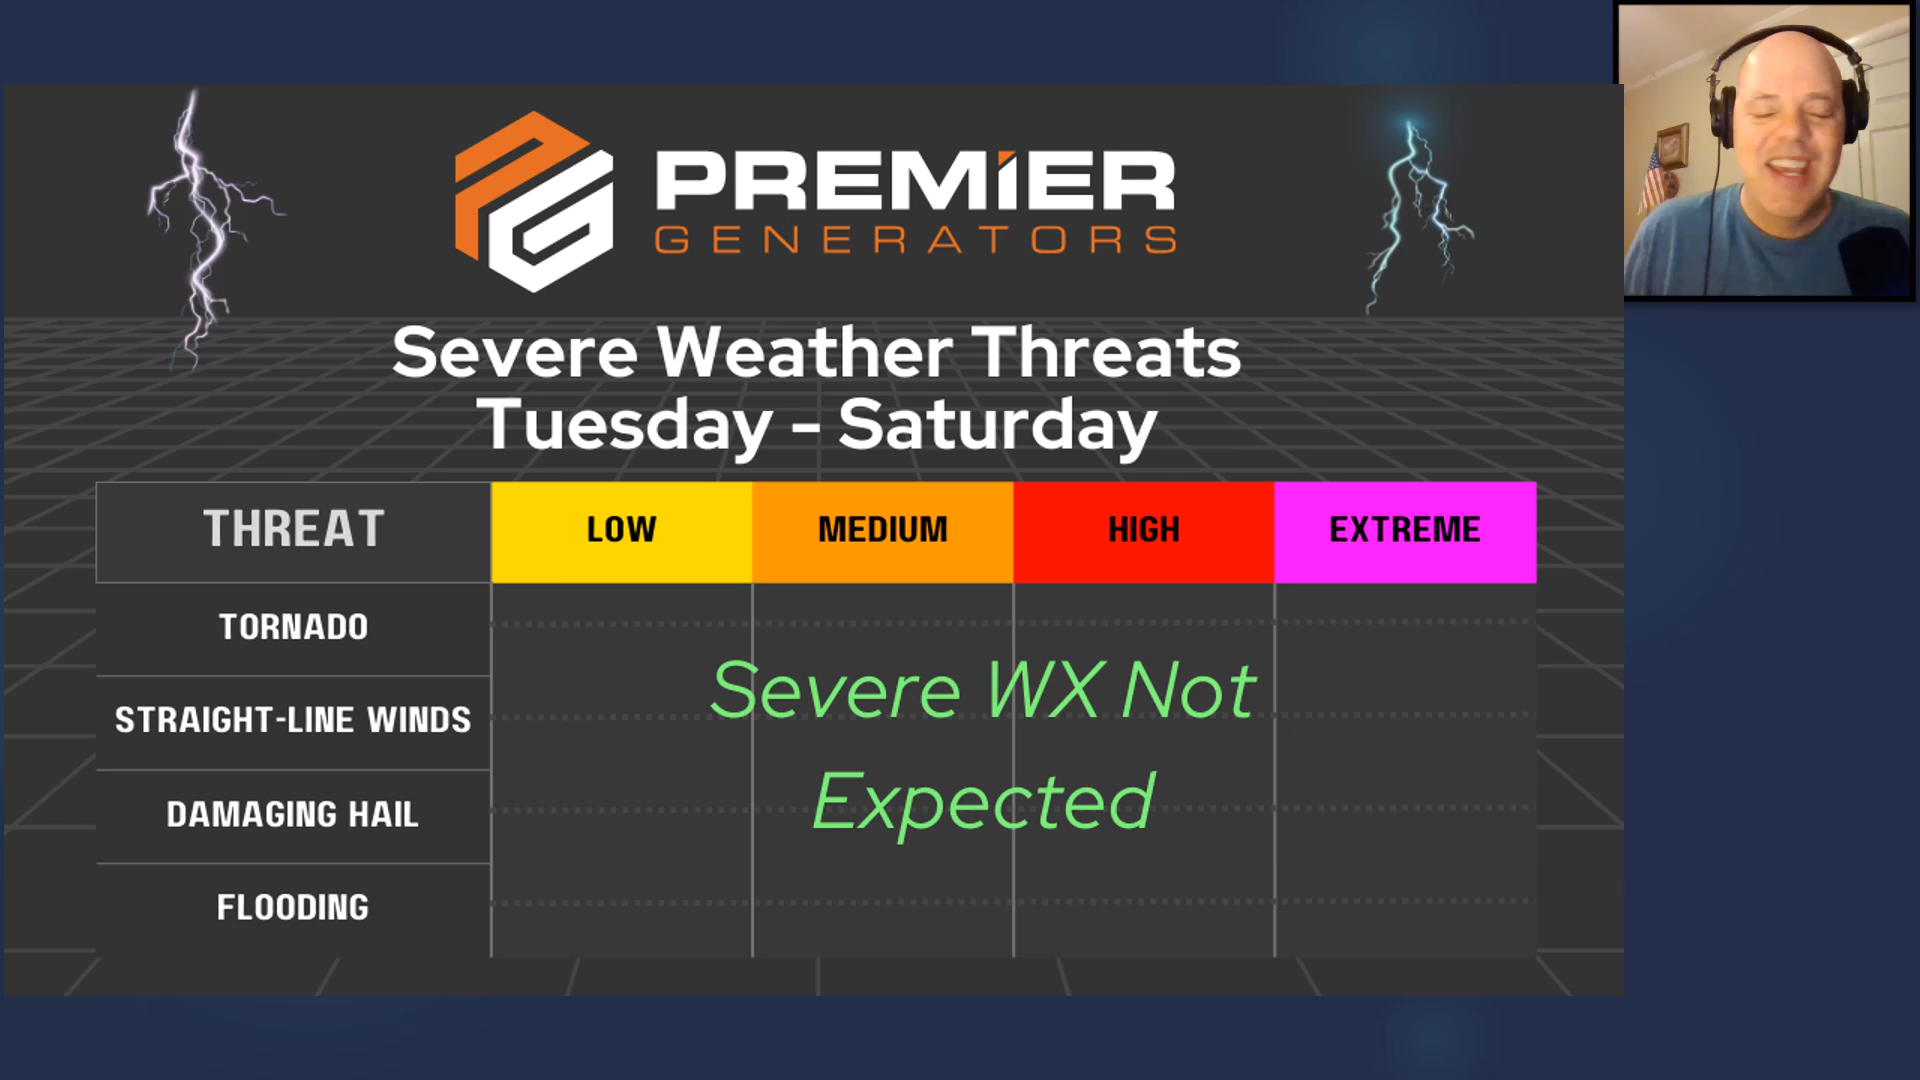 PREMIER
GENERATORS
Severe Weather Threats
Tuesday - Saturday
THREAT LOW MEDIUM HIGH EXTREME
TORNADO
STRAIGHT-LINE WINDS
DAMAGING HAIL
FLOODING
Severe WX Not
Expected